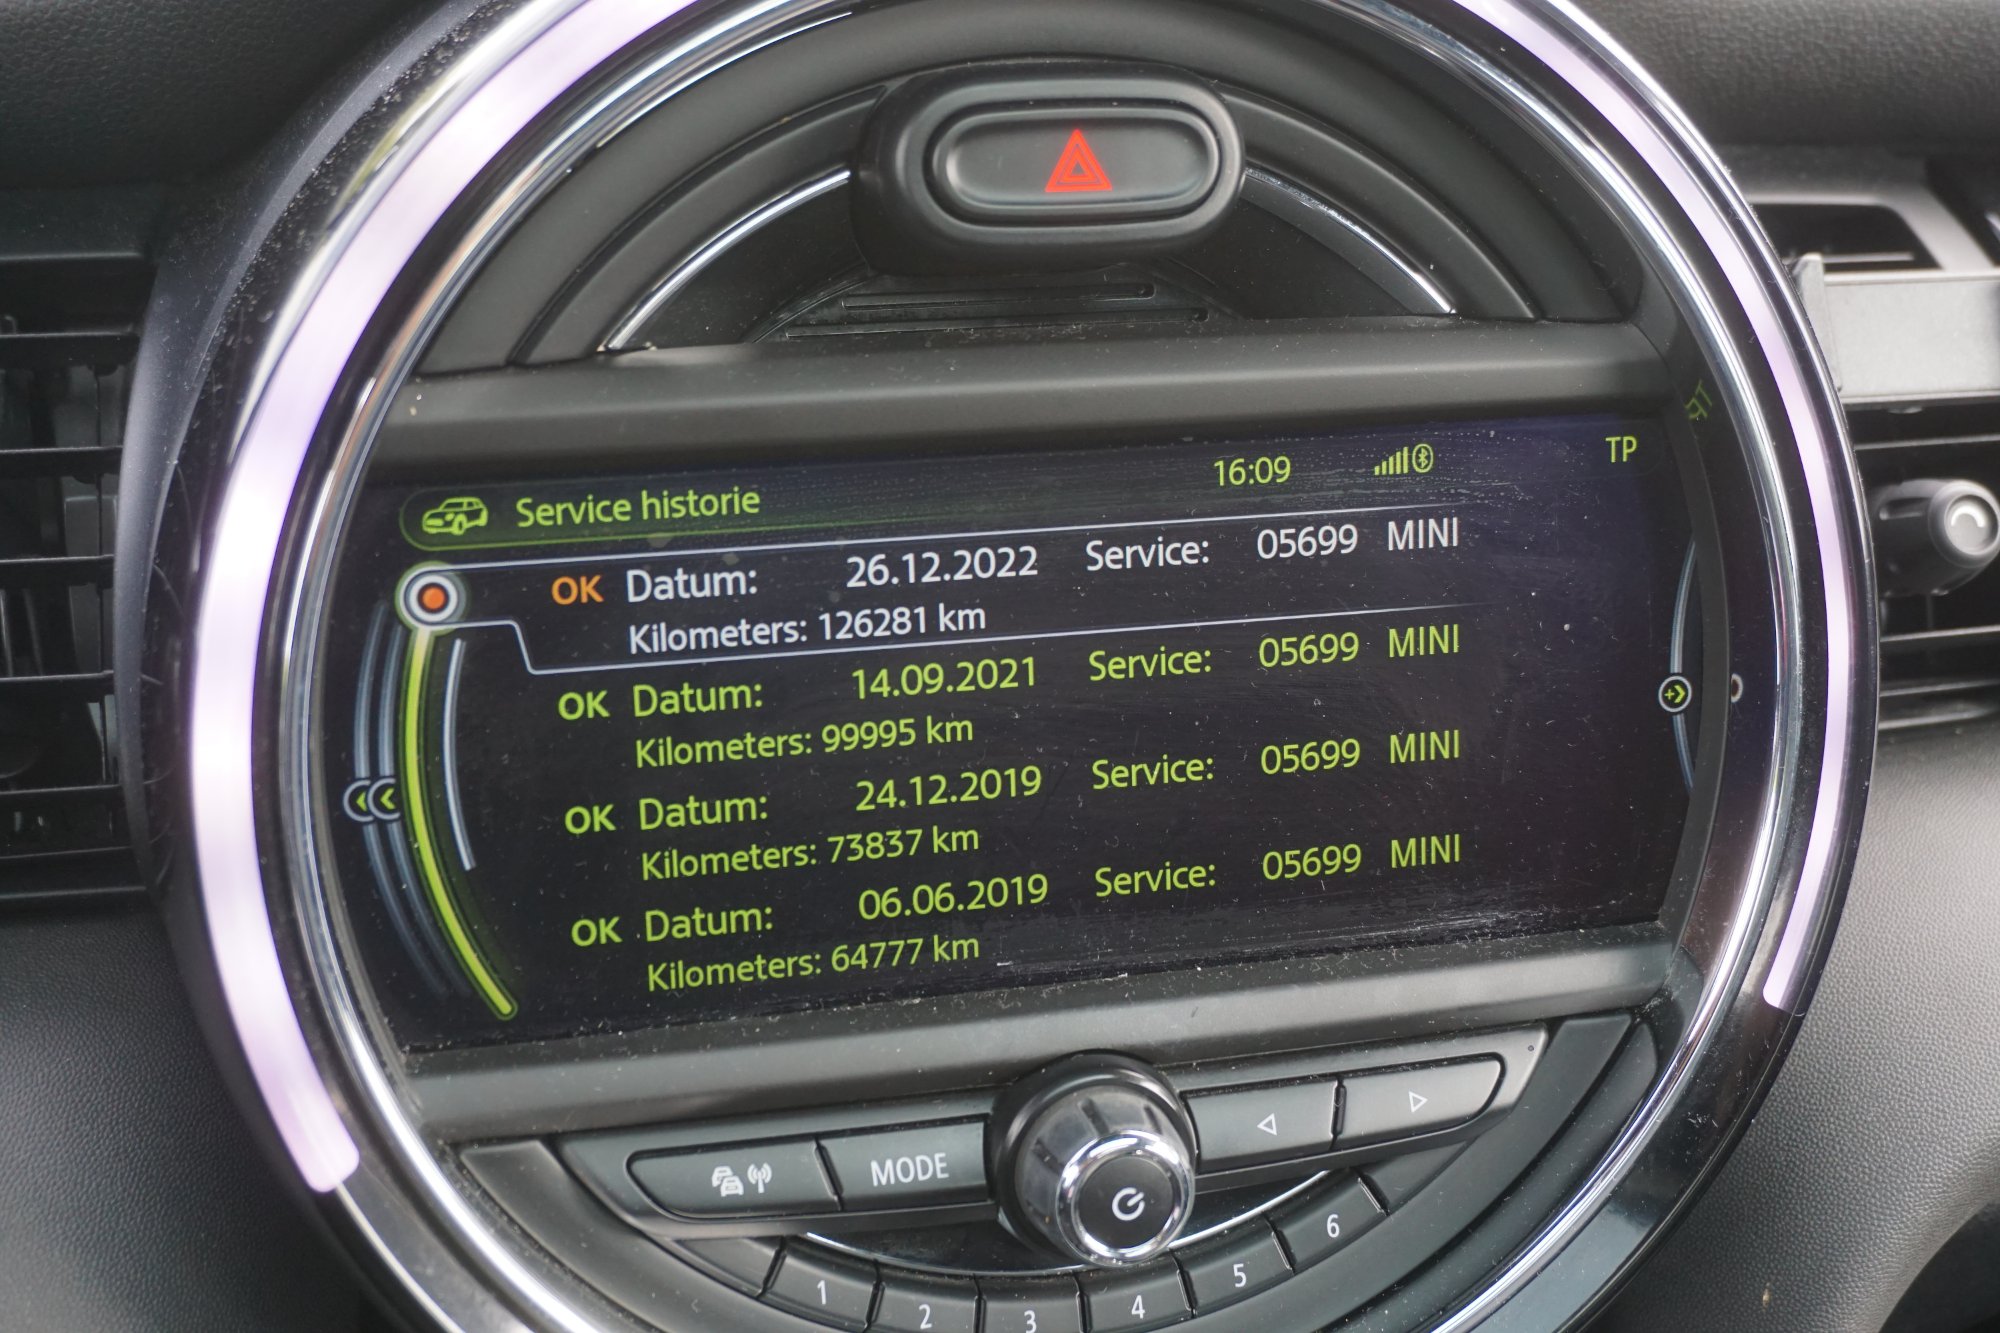 Service historie 16:09 TP
OK Datum: 26.12.2022 Service: 05699 MINI
Kilometers: 126281 km
OK Datum: 14.09.2021 Service: 05699 MINI
Kilometers: 99995 km
OK Datum: 24.12.2019 Service: 05699 MINI
Kilometers: 73837 km
OK Datum: 06.06.2019 Service: 05699 MINI
Kilometers: 64777 km
MODE
1 2 3 4 5 6